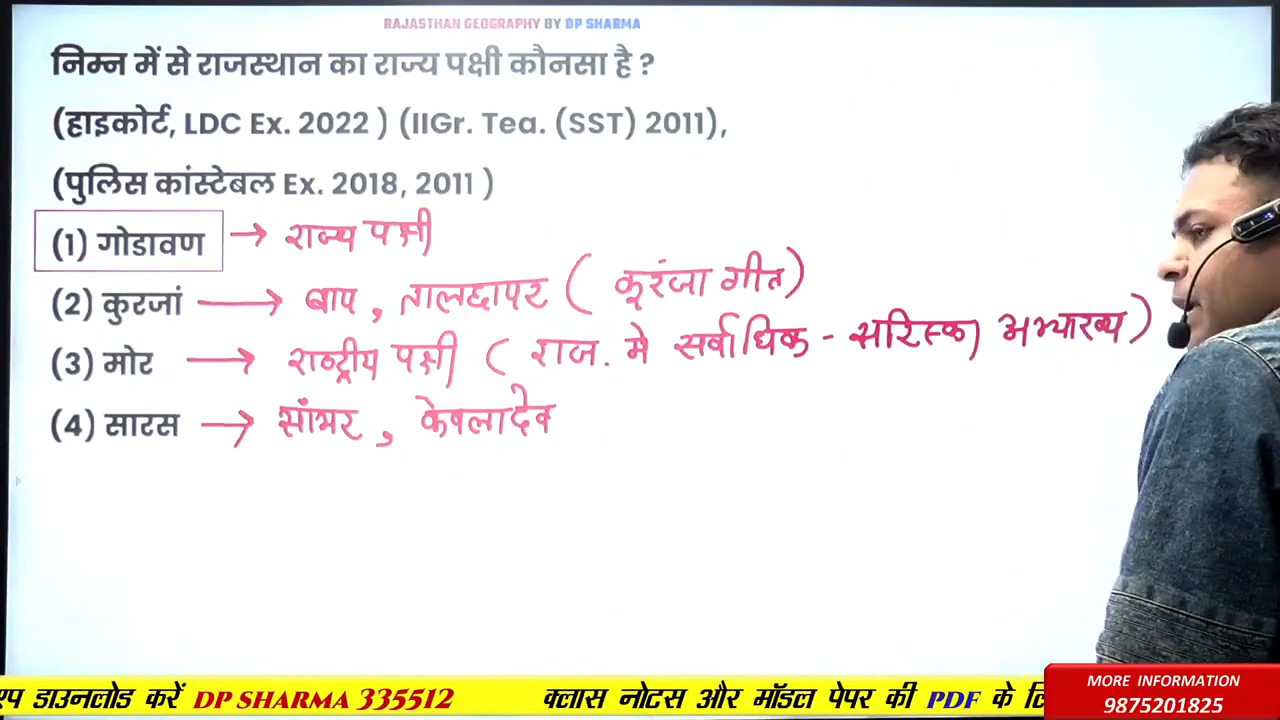 RAJASTHAN GEOGRAPHY BY DP SHARMA
निम्न में से राजस्थान का राज्य पक्षी कौनसा है ?
(हाइकोर्ट, LDC Ex. 2022 ) (IIGr. Tea. (SST) 2011),
(पुलिस कांस्टेबल Ex. 2018, 2011 )
(1) गोडावण → राज्य पक्षी
(2) कुरजां → बाप , तालछापर ( कुरंजा गीत )
(3) मोर → राष्ट्रीय पक्षी ( राज. मे सर्वाधिक - सरिस्का अभ्यारण्य )
(4) सारस → सांभर , केवलादेव
एप डाउनलोड करें DP SHARMA 335512 क्लास नोटस और मॉडल पेपर की PDF के लि
MORE INFORMATION
9875201825